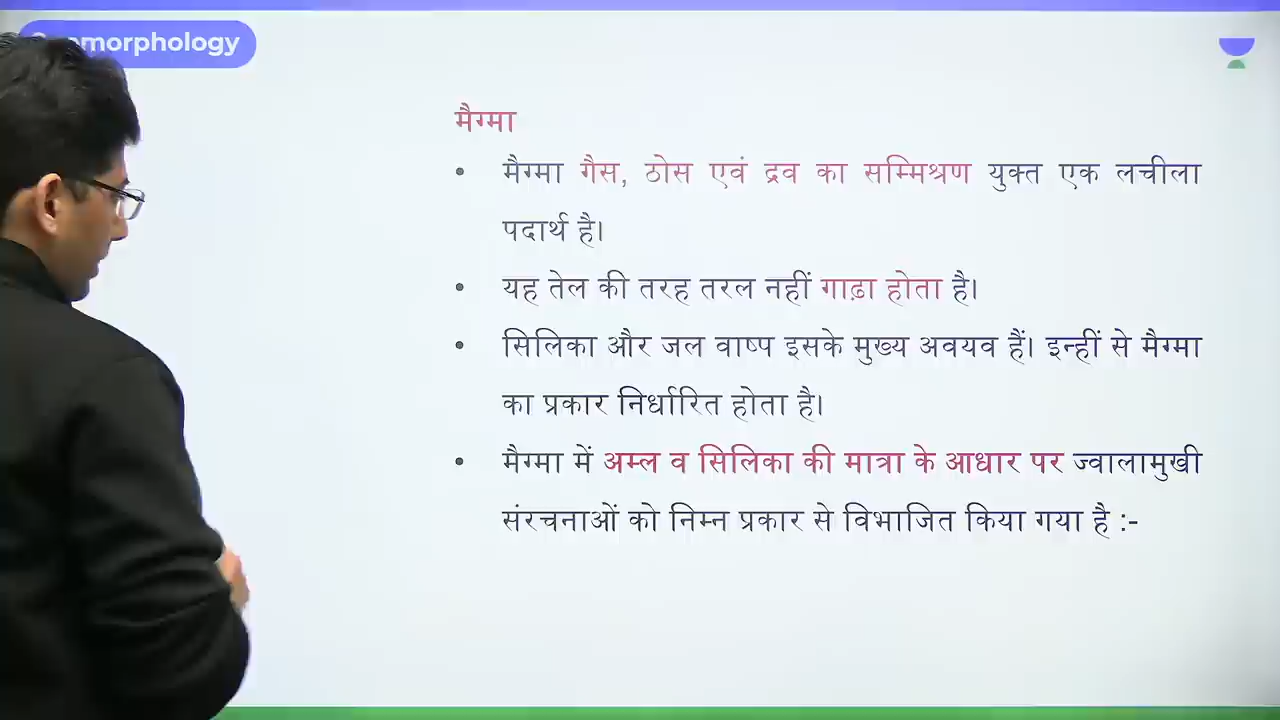 मैग्मा
• मैग्मा गैस, ठोस एवं द्रव का सम्मिश्रण युक्त एक लचीला
पदार्थ है।
• यह तेल की तरह तरल नहीं गाढ़ा होता है।
• सिलिका और जल वाष्प इसके मुख्य अवयव हैं। इन्हीं से मैग्मा
का प्रकार निर्धारित होता है।
• मैग्मा में अम्ल व सिलिका की मात्रा के आधार पर ज्वालामुखी
संरचनाओं को निम्न प्रकार से विभाजित किया गया है :-